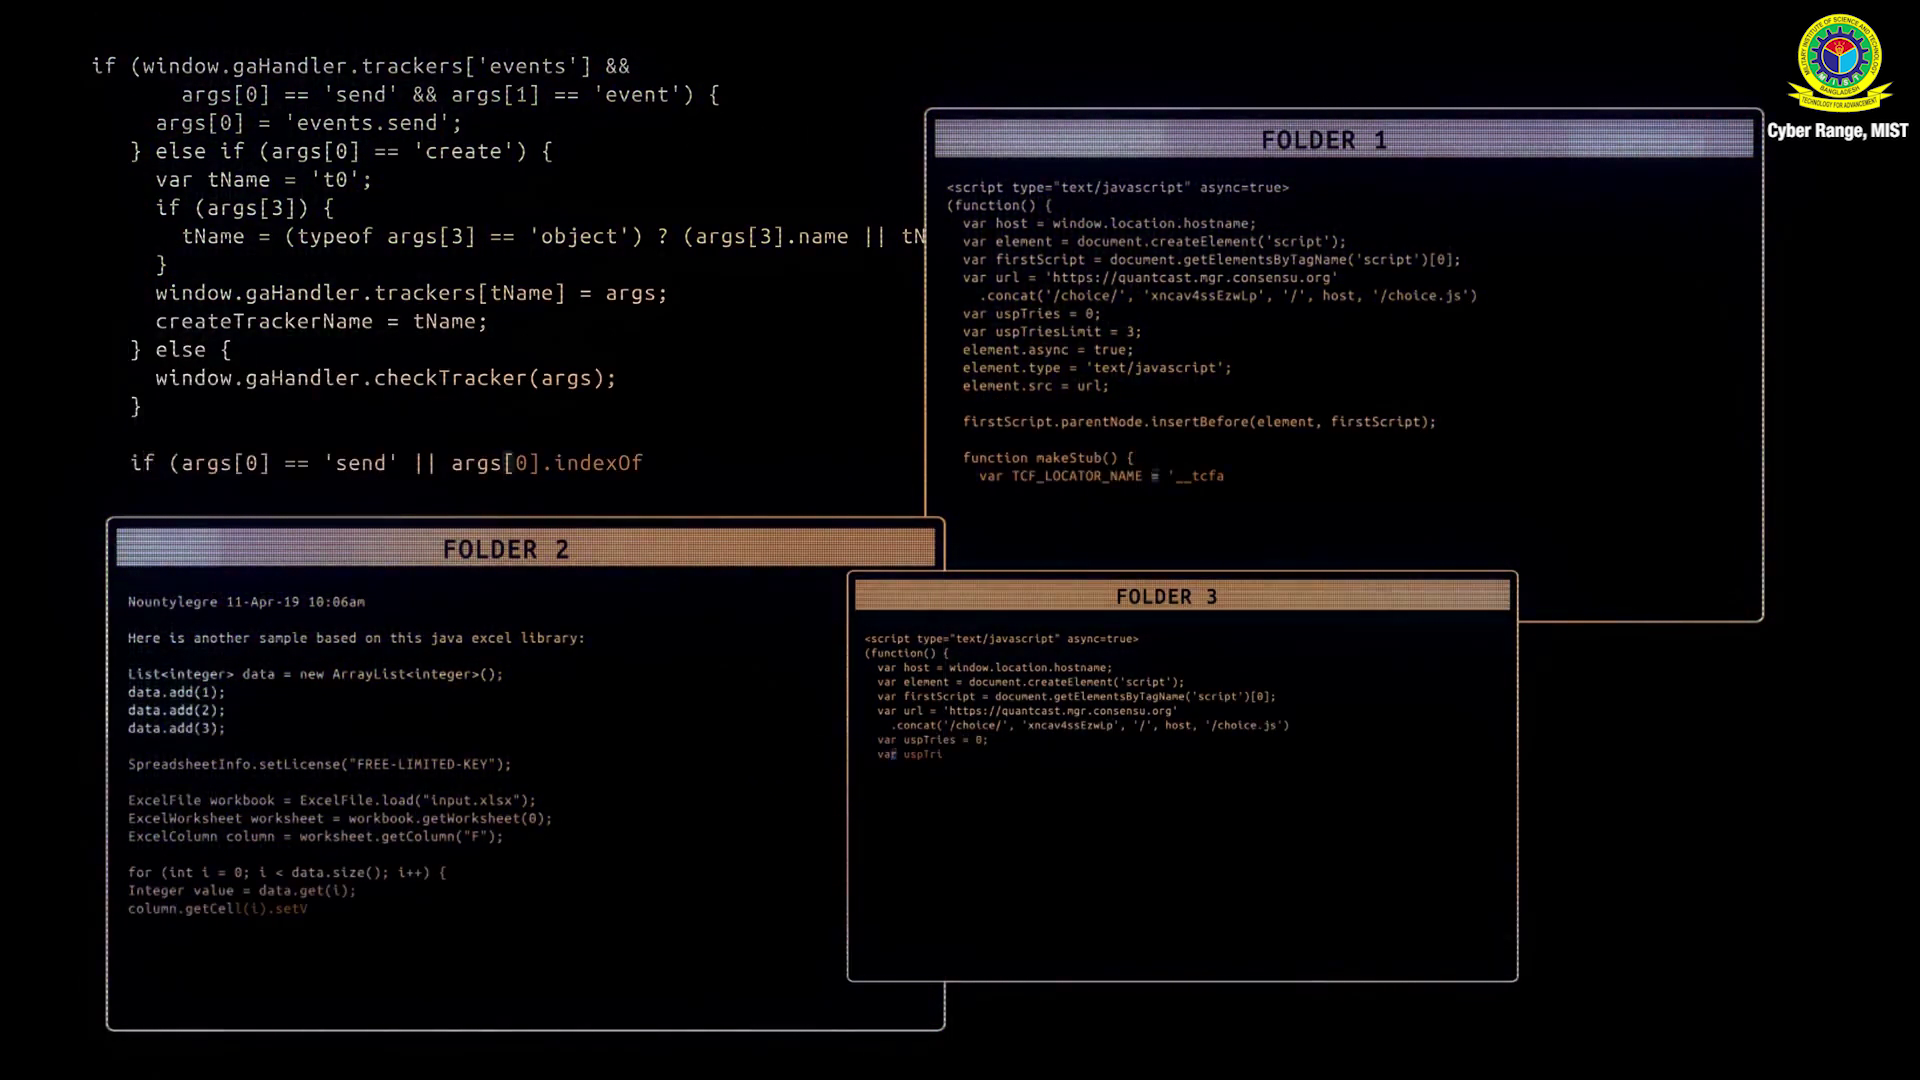 if (window.gaHandler.trackers['events'] &&
args[0] == 'send' && args[1] == 'event') {
args[0] = 'events.send';
} else if (args[0] == 'create') {
var tName = 't0';
if (args[3]) {
tName = (typeof args[3] == 'object') ? (args[3].name || tN
}
window.gaHandler.trackers[tName] = args;
createTrackerName = tName;
} else {
window.gaHandler.checkTracker(args);
}
if (args[0] == 'send' || args[0].indexOf
MILITARY INSTITUTE OF SCIENCE AND TECHNOLOGY
MIST
BANGLADESH
TECHNOLOGY FOR ADVANCEMENT
Cyber Range, MIST
FOLDER 1
<script type="text/javascript" async=true>
(function() {
var host = window.location.hostname;
var element = document.createElement('script');
var firstScript = document.getElementsByTagName('script')[0];
var url = 'https://quantcast.mgr.consensu.org'
.concat('/choice/', 'xncav4ssEzwLp', '/', host, '/choice.js')
var uspTries = 0;
var uspTriesLimit = 3;
element.async = true;
element.type = 'text/javascript';
element.src = url;
firstScript.parentNode.insertBefore(element, firstScript);
function makeStub() {
var TCF_LOCATOR_NAME = '__tcfa
FOLDER 2
Nountylegre 11-Apr-19 10:06am
Here is another sample based on this java excel library:
List<integer> data = new ArrayList<integer>();
data.add(1);
data.add(2);
data.add(3);
SpreadsheetInfo.setLicense("FREE-LIMITED-KEY");
ExcelFile workbook = ExcelFile.load("input.xlsx");
ExcelWorksheet worksheet = workbook.getWorksheet(0);
ExcelColumn column = worksheet.getColumn("F");
for (int i = 0; i < data.size(); i++) {
Integer value = data.get(i);
column.getCell(i).setV
FOLDER 3
<script type="text/javascript" async=true>
(function() {
var host = window.location.hostname;
var element = document.createElement('script');
var firstScript = document.getElementsByTagName('script')[0];
var url = 'https://quantcast.mgr.consensu.org'
.concat('/choice/', 'xncav4ssEzwLp', '/', host, '/choice.js')
var uspTries = 0;
var uspTri